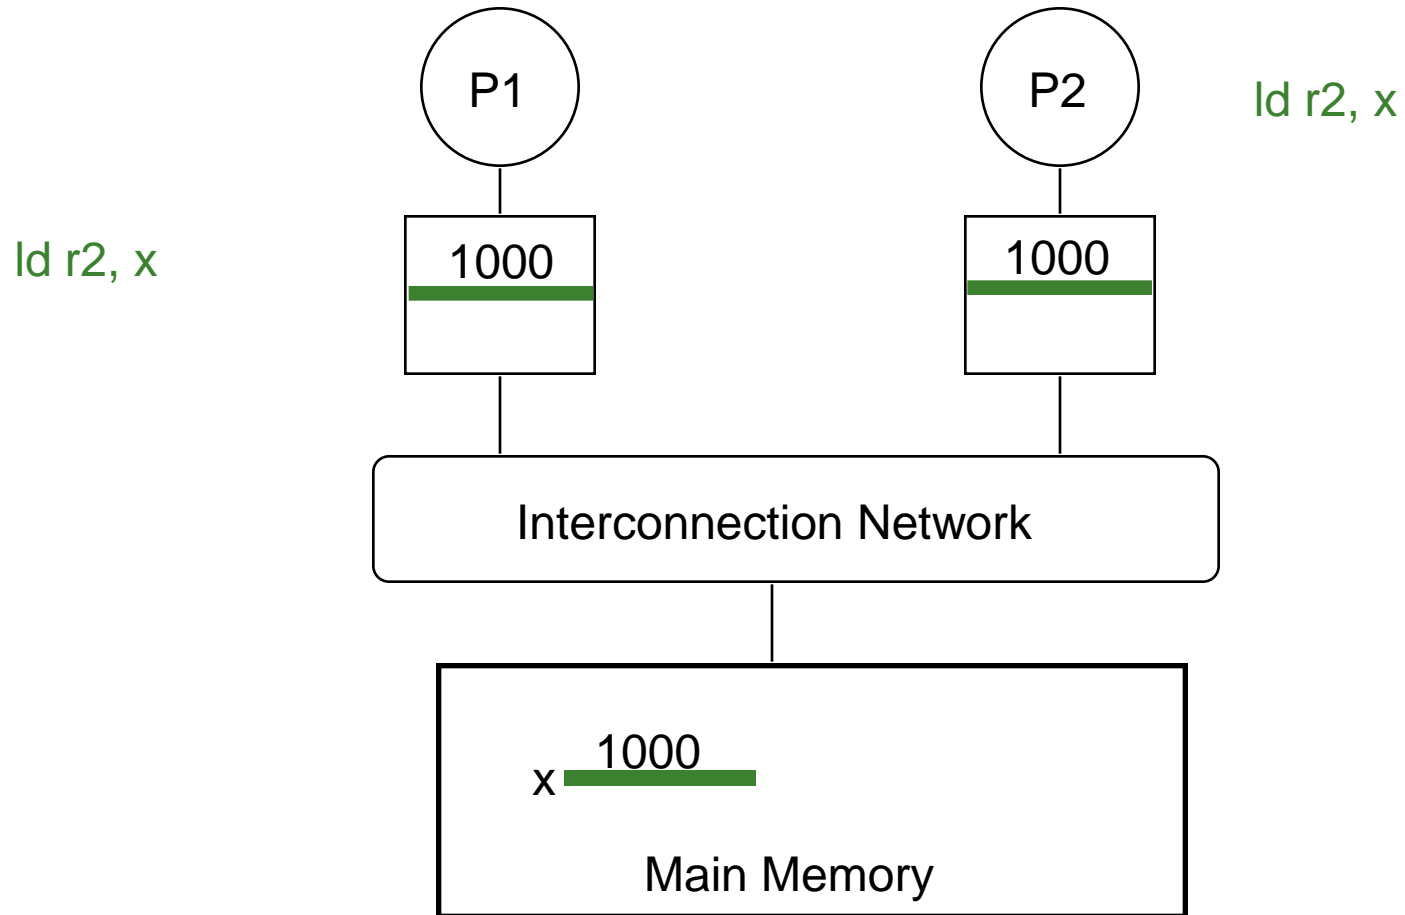 P1
P2
ld r2, x
ld r2, x
1000
1000
Interconnection Network
1000
x
Main Memory